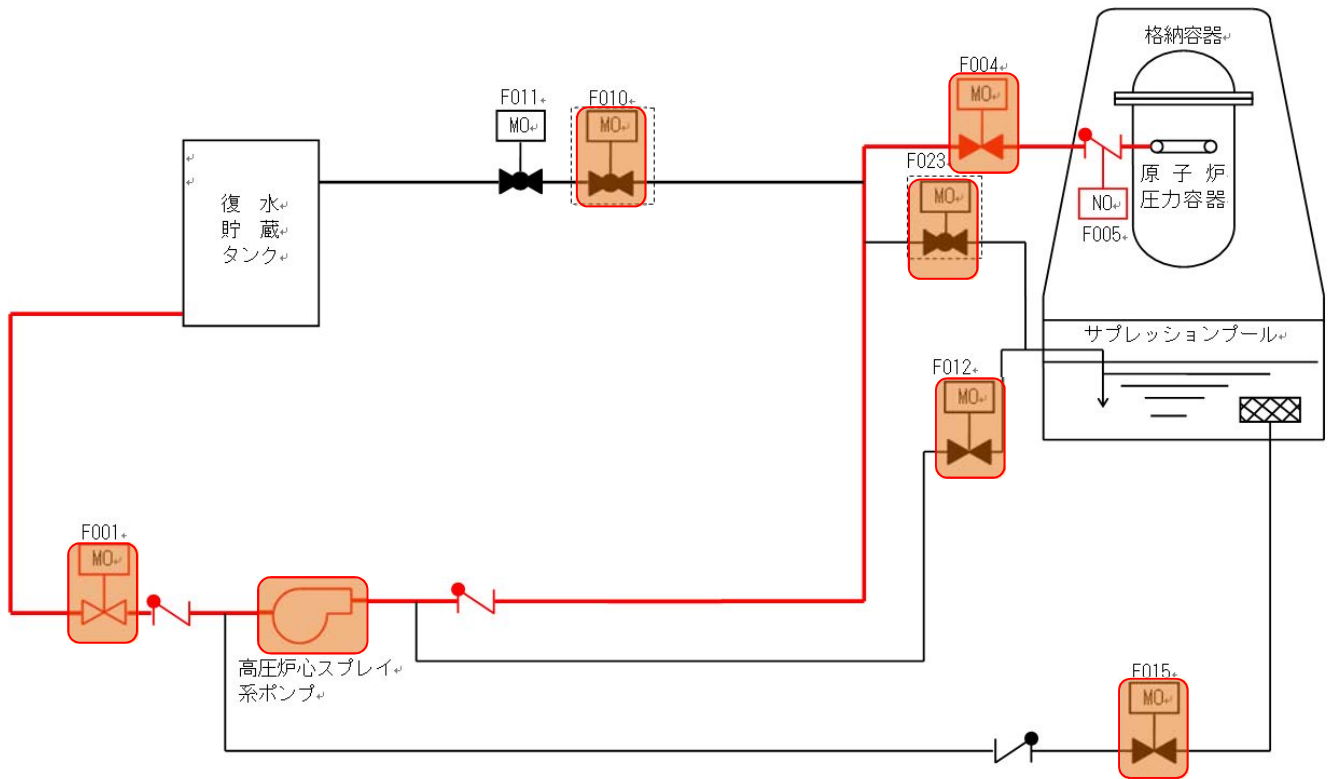 格納容器
F004
MO
F011
F010
MO
MO
F023
MO
原子炉
圧力容器
NO
F005
復水
貯蔵
タンク
サプレッションプール
F012
MO
F001
MO
高圧炉心スプレイ
系ポンプ
F015
MO